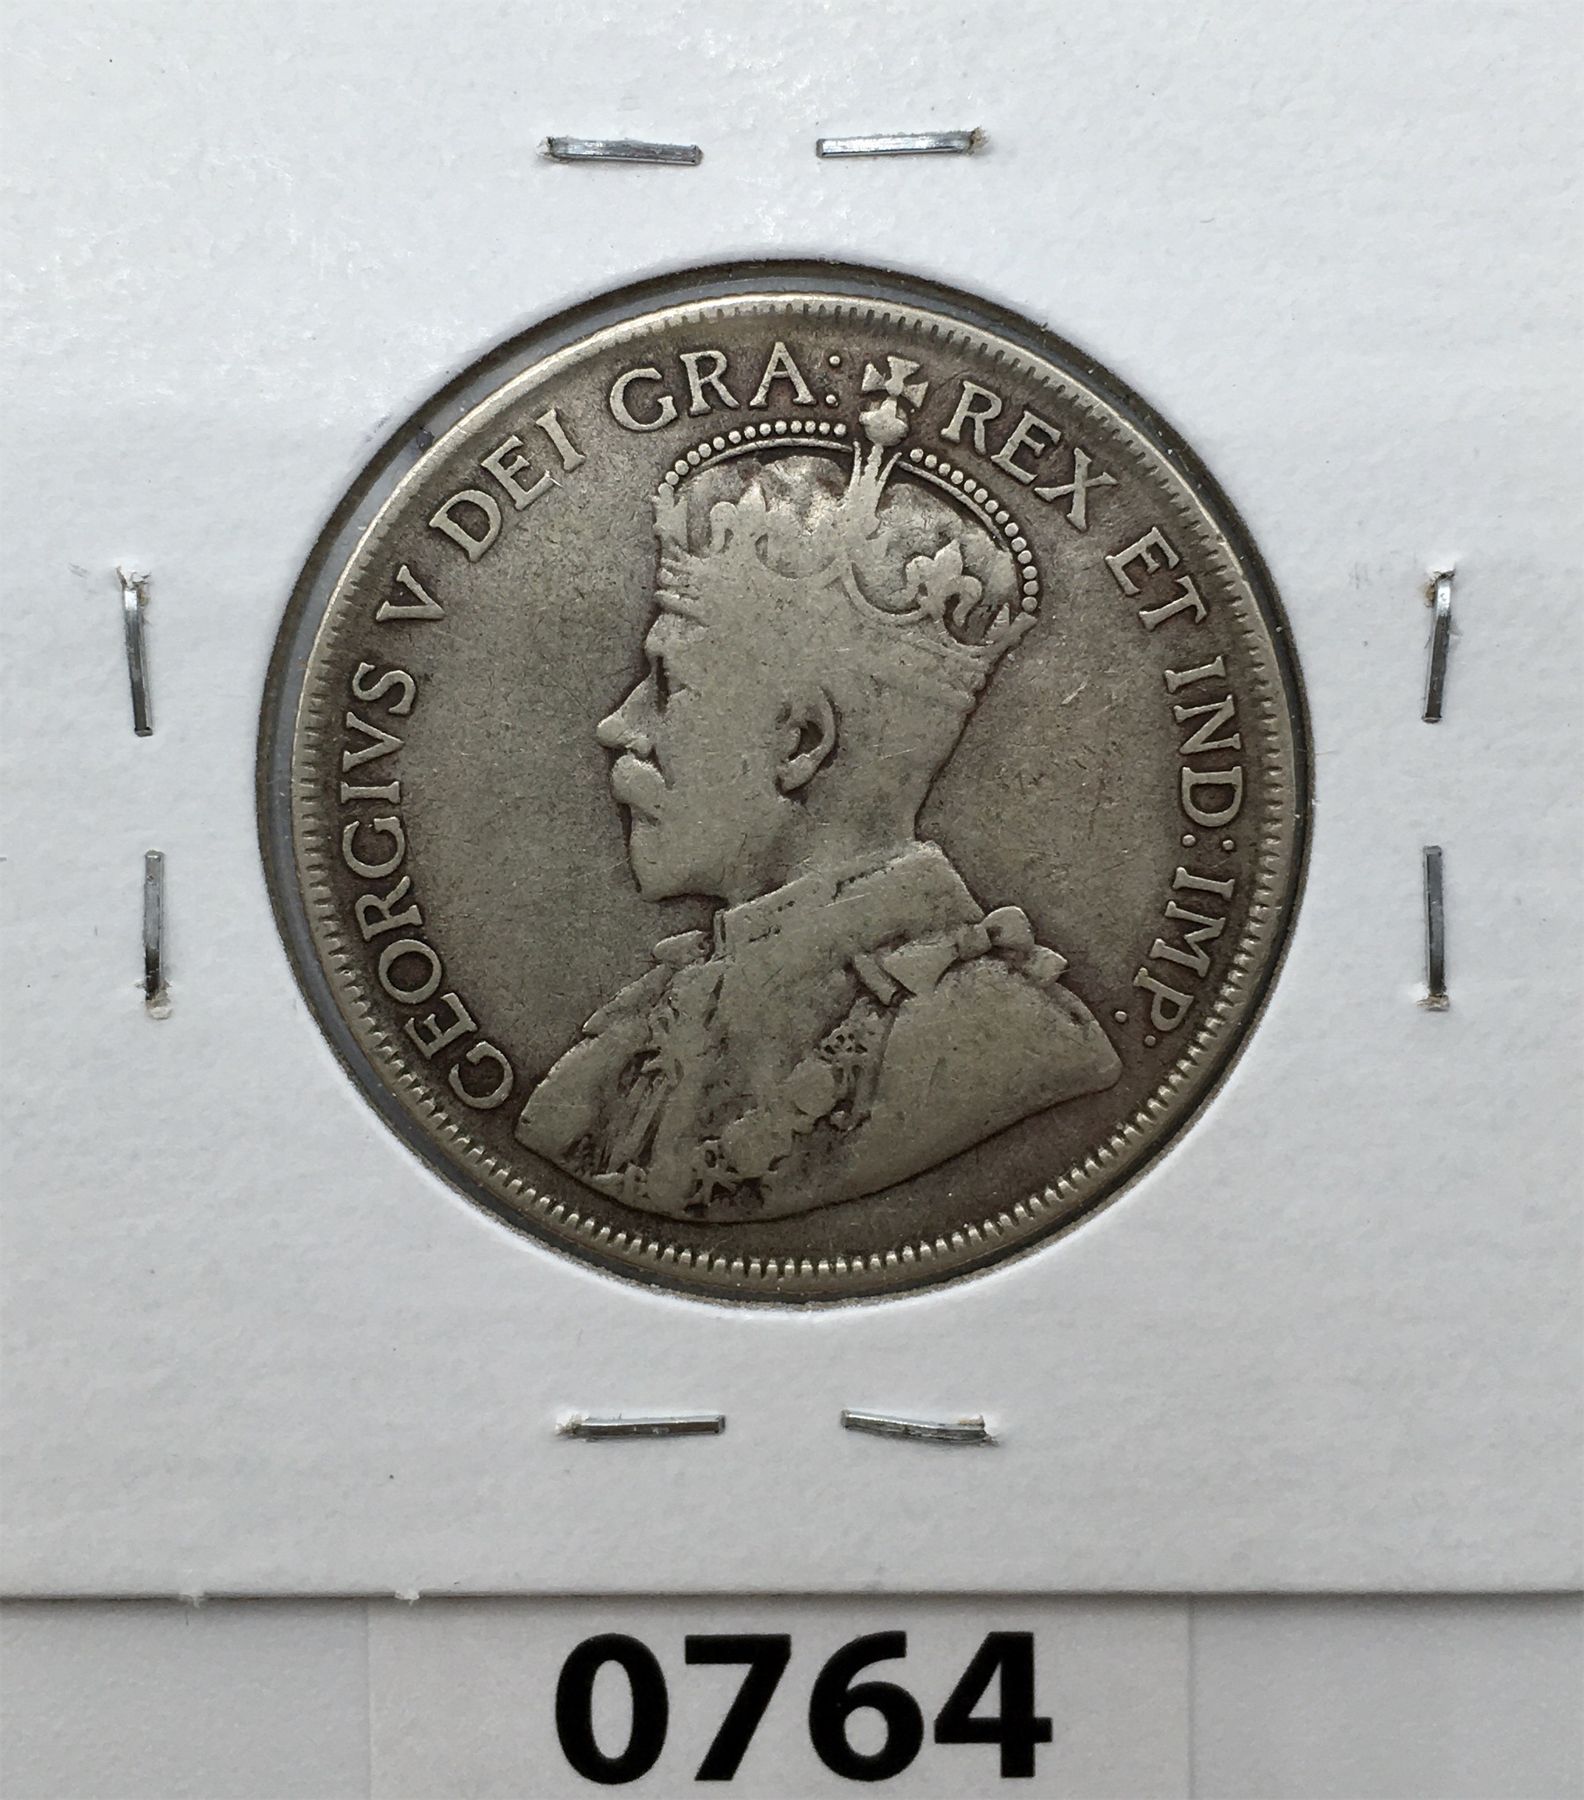 GEORGIVS V DEI GRA: REX ET IND: IMP:
0764